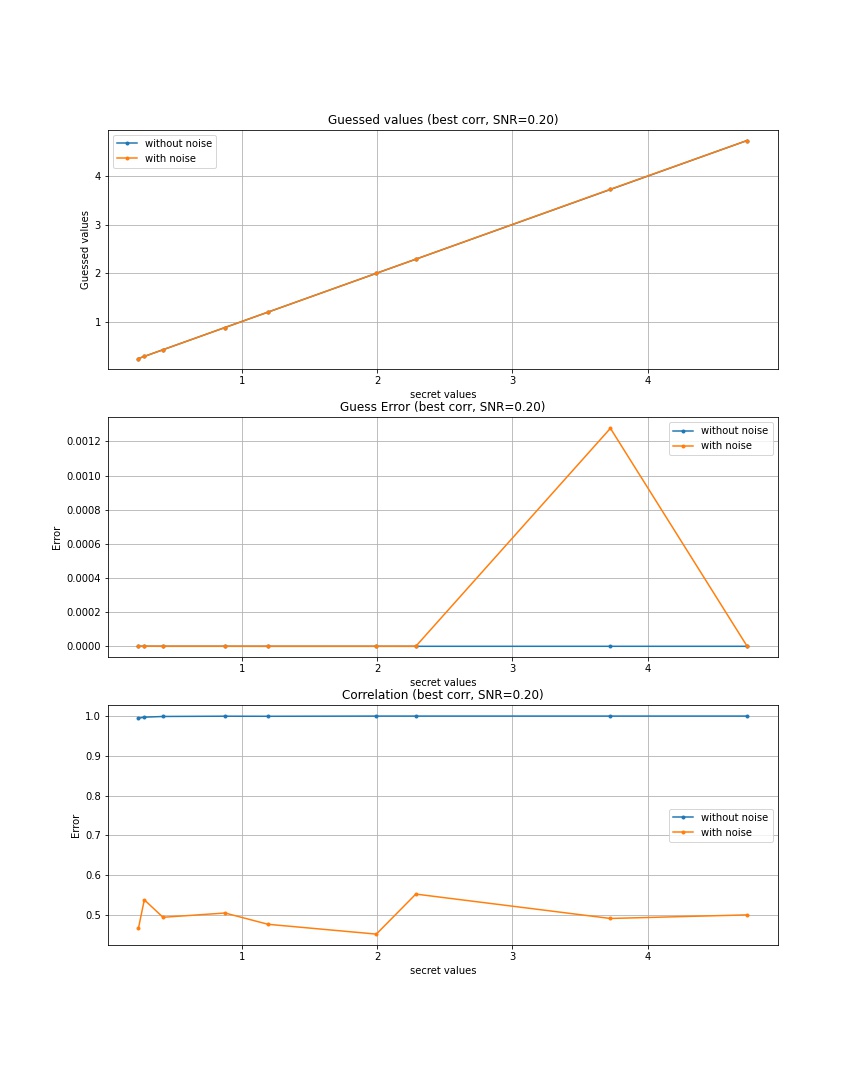 Guessed values (best corr, SNR=0.20)
without noise
with noise
4
3
2
1
Guessed values
1
2
3
4
secret values
Guess Error (best corr, SNR=0.20)
without noise
with noise
0.0012
0.0010
0.0008
0.0006
0.0004
0.0002
0.0000
Error
1
2
3
4
secret values
Correlation (best corr, SNR=0.20)
1.0
0.9
0.8
0.7
0.6
0.5
Error
without noise
with noise
1
2
3
4
secret values